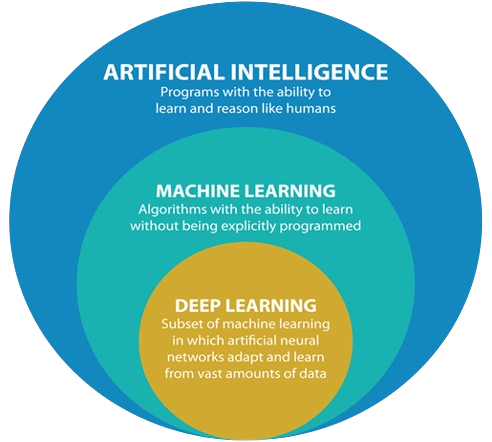 ARTIFICIAL INTELLIGENCE
Programs with the ability to
learn and reason like humans
MACHINE LEARNING
Algorithms with the ability to learn
without being explicitly programmed
DEEP LEARNING
Subset of machine learning
in which artificial neural
networks adapt and learn
from vast amounts of data